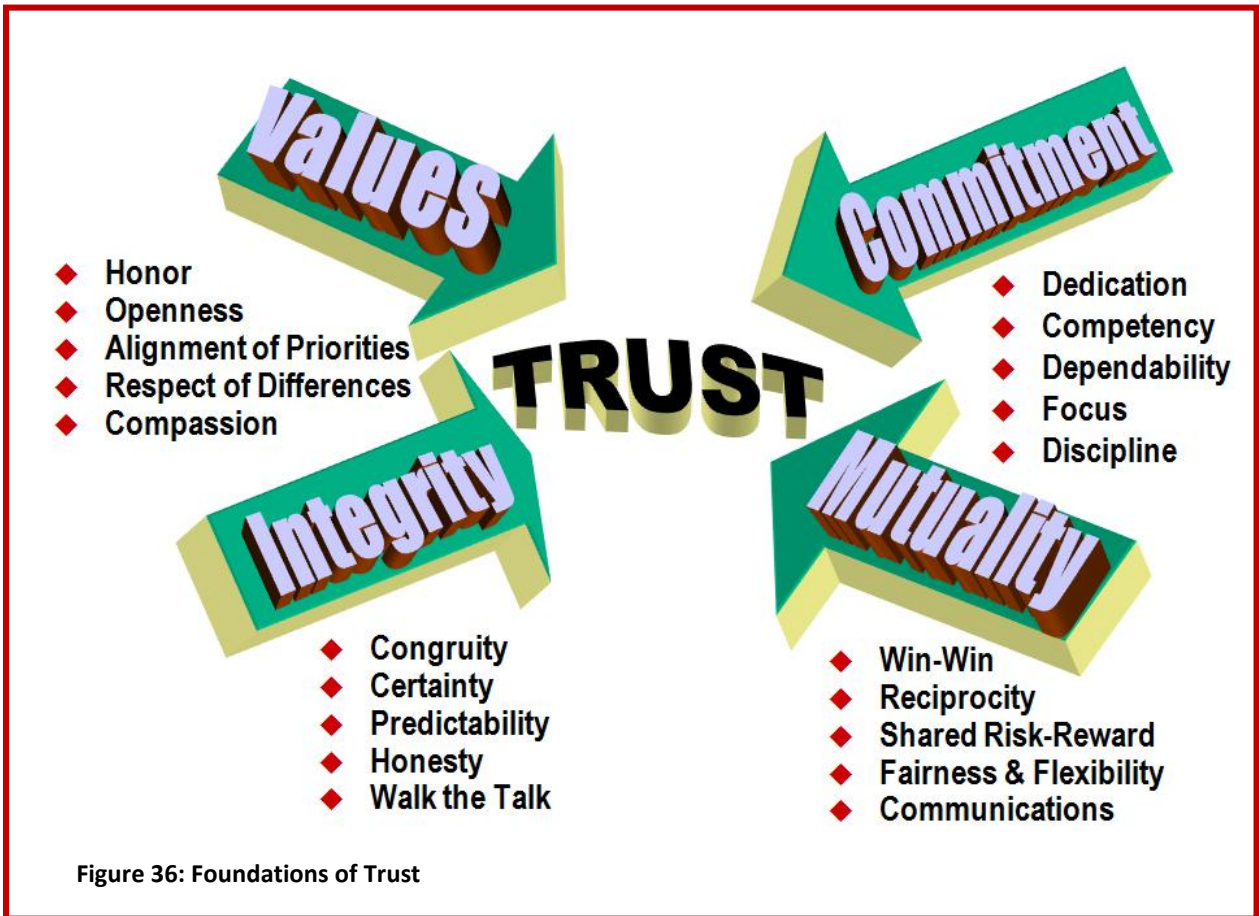 Values
Honor
Openness
Alignment of Priorities
Respect of Differences
Compassion
Commitment
Dedication
Competency
Dependability
Focus
Discipline
TRUST
Integrity
Congruity
Certainty
Predictability
Honesty
Walk the Talk
Mutuality
Win-Win
Reciprocity
Shared Risk-Reward
Fairness & Flexibility
Communications
Figure 36: Foundations of Trust